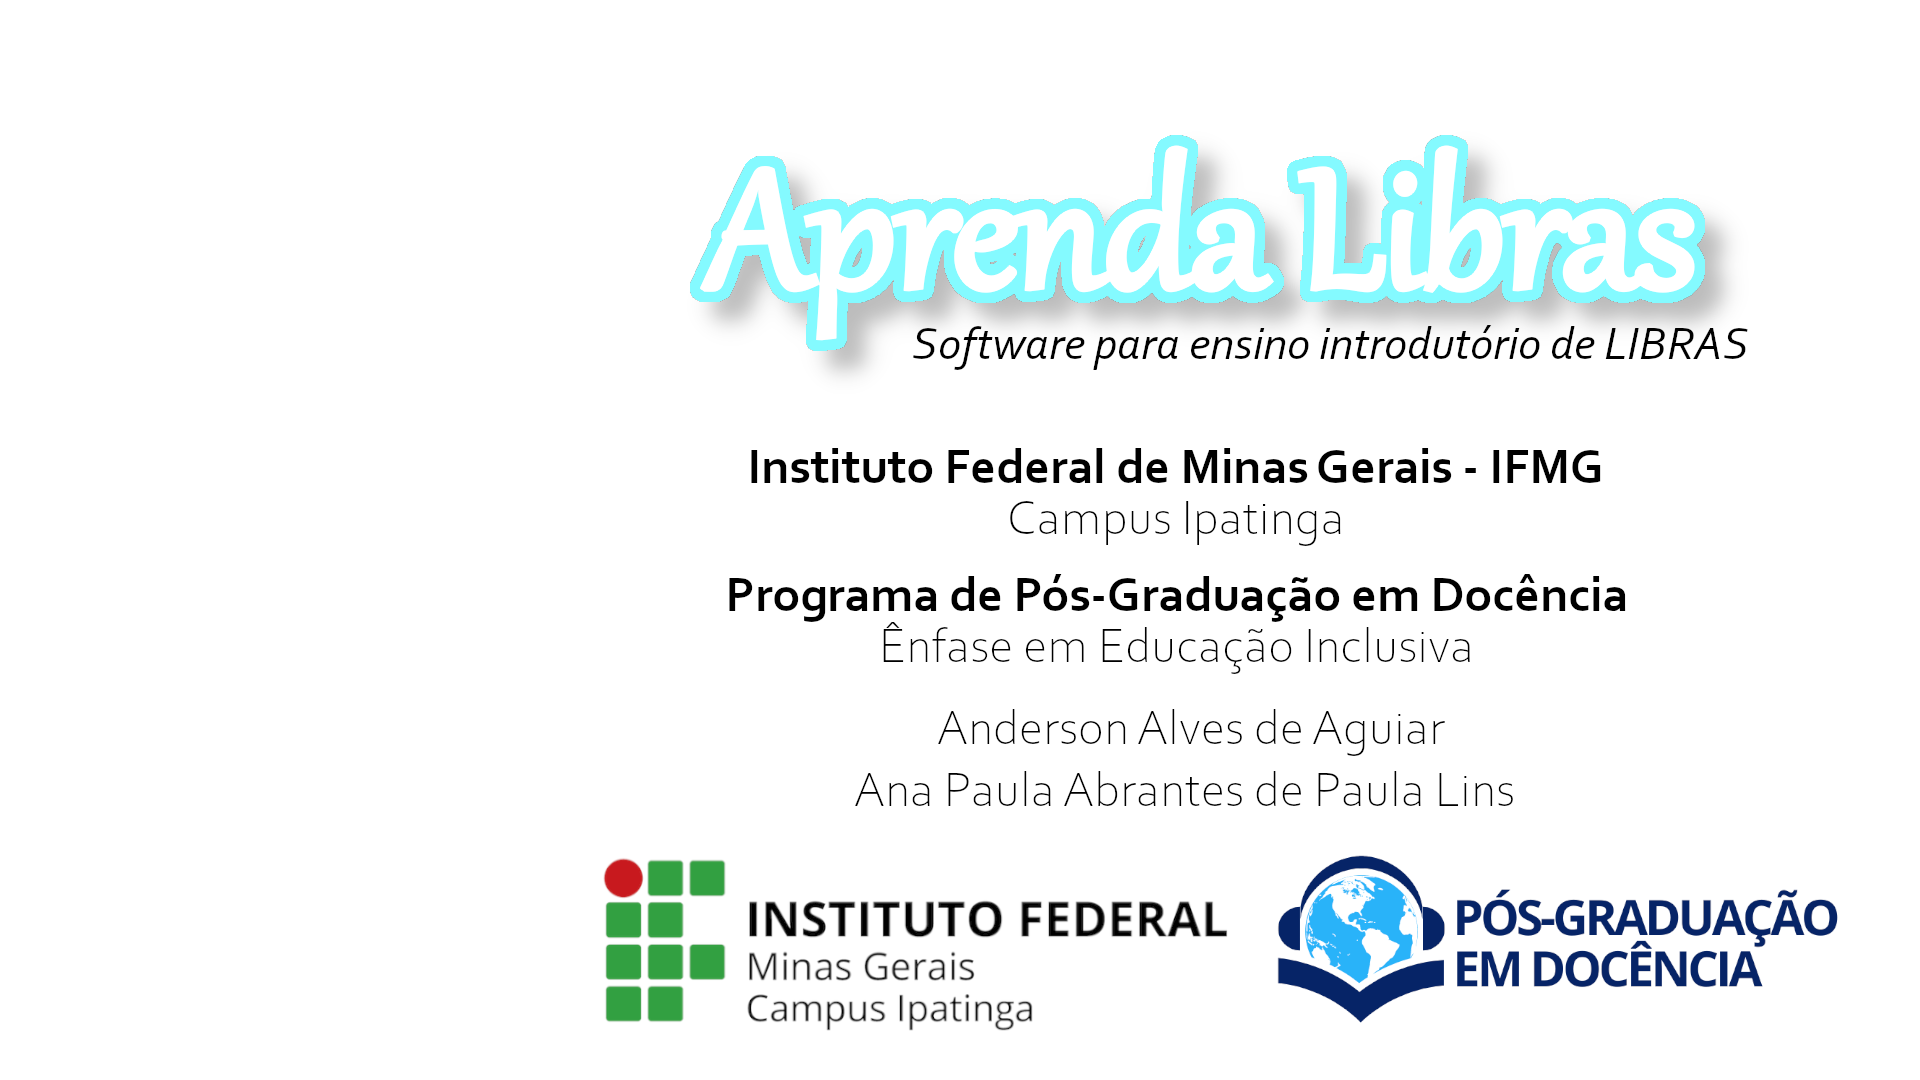 Aprenda Libras
Software para ensino introdutório de LIBRAS
Instituto Federal de Minas Gerais - IFMG
Campus Ipatinga
Programa de Pós-Graduação em Docência
Ênfase em Educação Inclusiva
Anderson Alves de Aguiar
Ana Paula Abrantes de Paula Lins
INSTITUTO FEDERAL
Minas Gerais
Campus Ipatinga
PÓS-GRADUAÇÃO
EM DOCÊNCIA